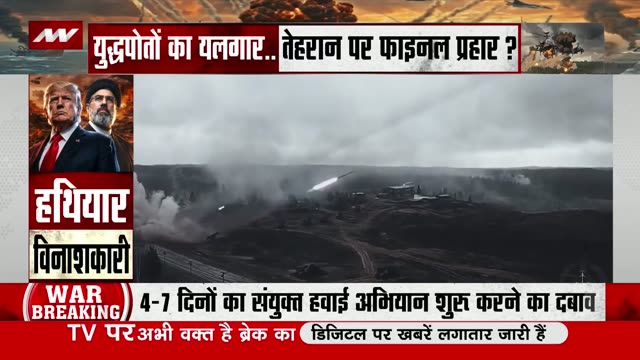 युद्धपोतों का यलगार.. तेहरान पर फाइनल प्रहार ?
हथियार
विनाशकारी
WAR BREAKING
4-7 दिनों का संयुक्त हवाई अभियान शुरू करने का दबाव
TV पर अभी वक्त है ब्रेक का डिजिटल पर खबरें लगातार जारी हैं